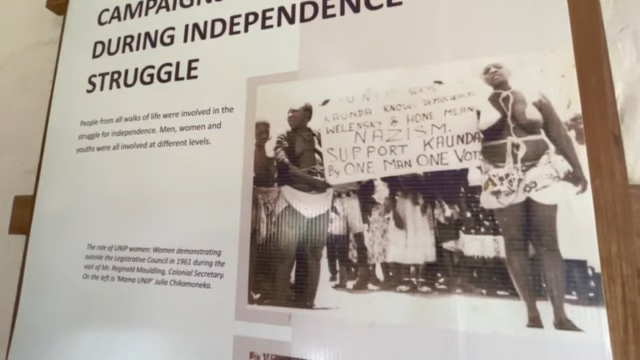 CAMPAIGNS
DURING INDEPENDENCE
STRUGGLE
People from all walks of life were involved in the
struggle for independence. Men, women and
youths were all involved at different levels.
U.N.I.P. SAYS
KAUNDA KNOWS DEMOCRACY.
WELENSKY & HONE MEAN
NAZISM.
SUPPORT KAUNDA
By ONE MAN ONE VOTE
The role of UNIP women: Women demonstrating
outside the Legislative Council in 1961 during the
visit of Mr. Reginald Mauldling, Colonial Secretary.
On the left is 'Mama UNIP' Julia Chikamoneka.